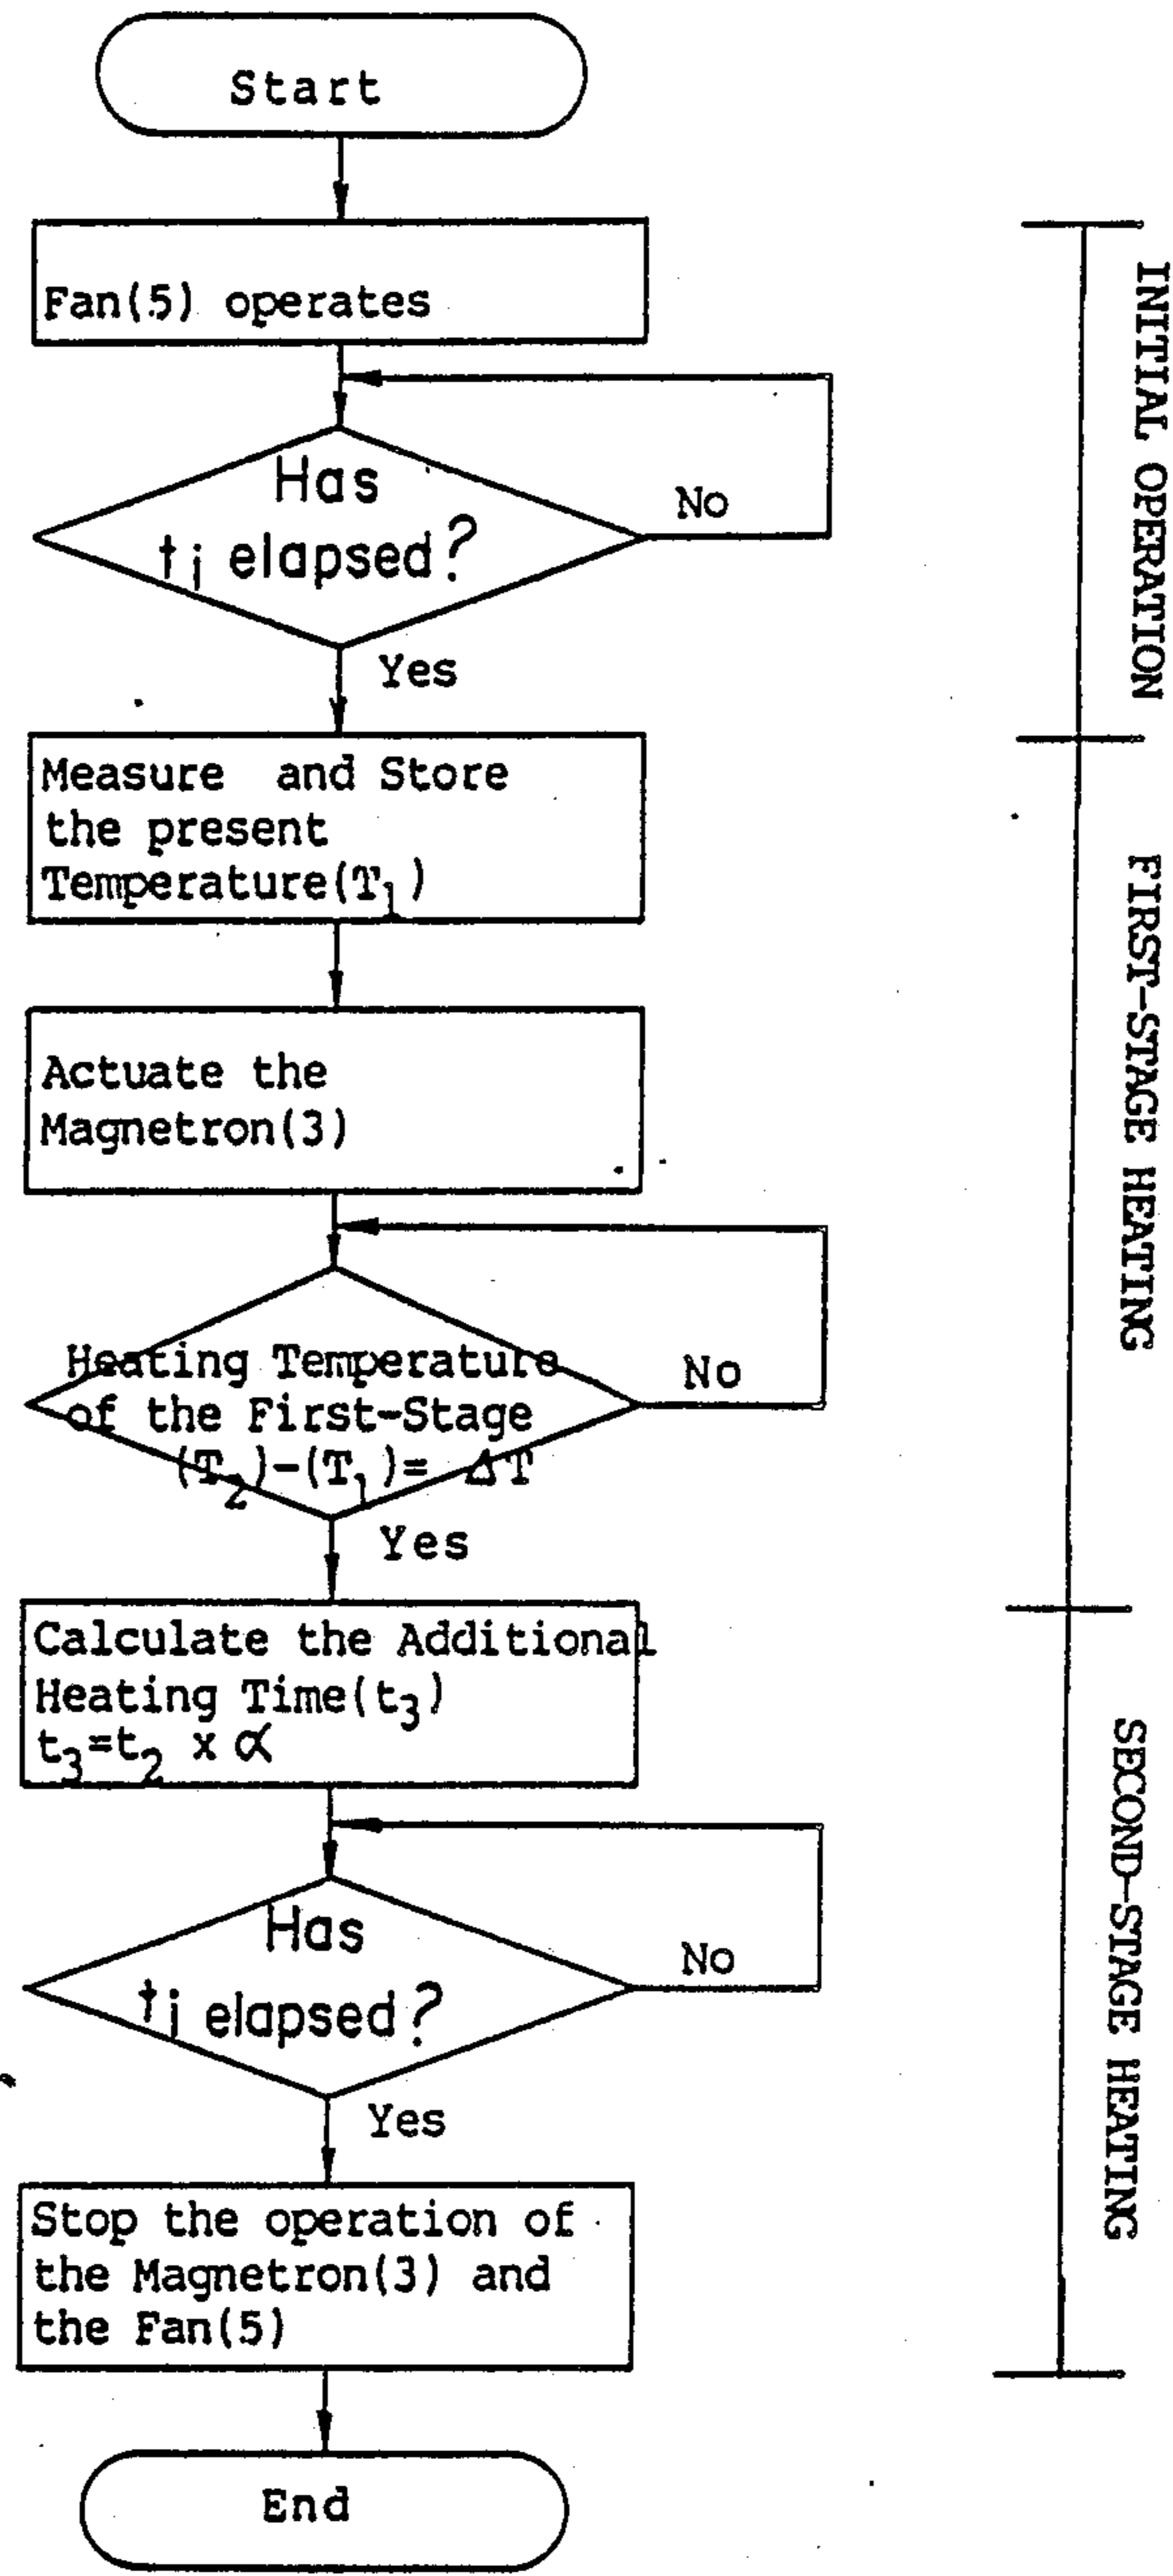 Start
Fan(5) operates
Has
tᵢ elapsed?
No
Yes
Measure and Store
the present
Temperature(T₁)
Actuate the
Magnetron(3)
Heating Temperature
of the First-Stage
(T₂)-(T₁)= ΔT
No
Yes
Calculate the Additional
Heating Time(t₃)
t₃=t₂ x α
Has
tⱼ elapsed?
No
Yes
Stop the operation of
the Magnetron(3) and
the Fan(5)
End
INITIAL OPERATION
FIRST-STAGE HEATING
SECOND-STAGE HEATING